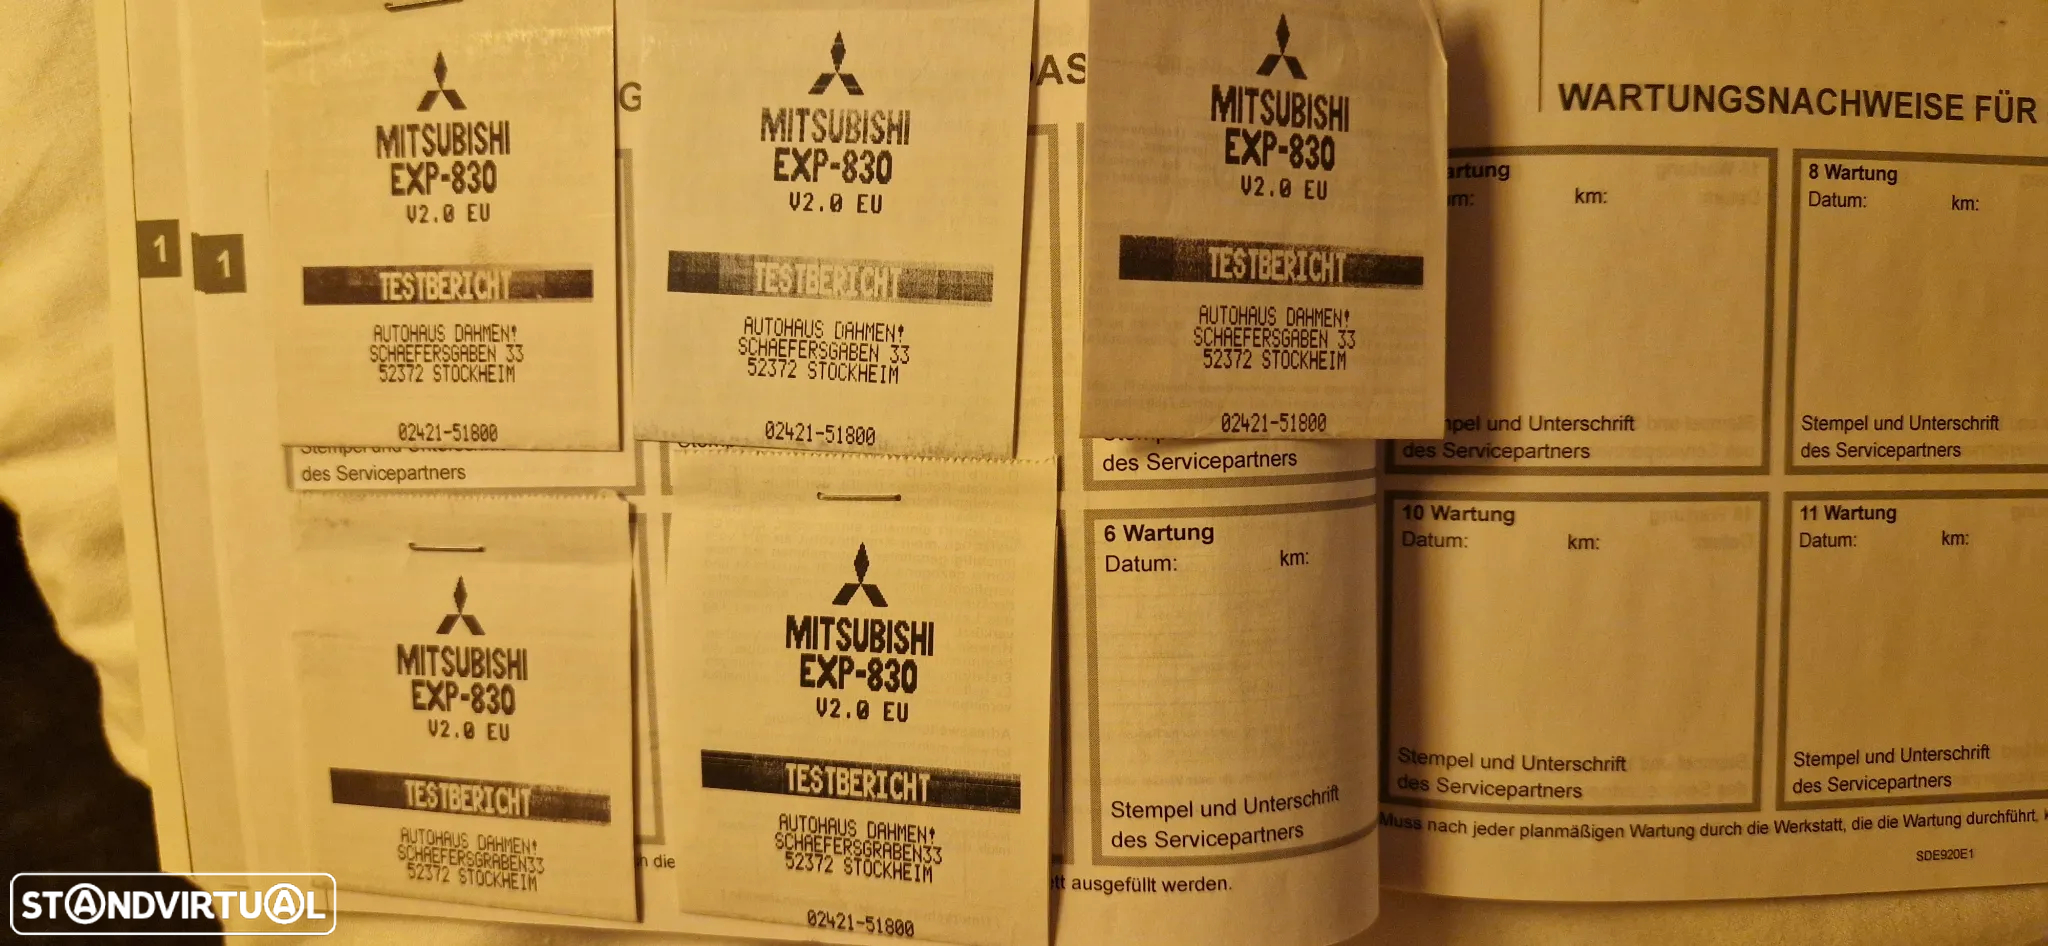 MITSUBISHI
EXP-830
V2.0 EU
TESTBERICHT
AUTOHAUS DAHMEN!
SCHAEFERSGABEN 33
52372 STOCKHEIM
02421-51800
G
MITSUBISHI
EXP-830
V2.0 EU
TESTBERICHT
AUTOHAUS DAHMEN!
SCHAEFERSGABEN 33
52372 STOCKHEIM
02421-51800
DAS
MITSUBISHI
EXP-830
V2.0 EU
TESTBERICHT
AUTOHAUS DAHMEN!
SCHAEFERSGABEN 33
52372 STOCKHEIM
02421-51800
1
1
Stempel und Unterschrift
des Servicepartners
des Servicepartners
MITSUBISHI
EXP-830
V2.0 EU
TESTBERICHT
AUTOHAUS DAHMEN!
SCHAEFERSGRABEN33
52372 STOCKHEIM
MITSUBISHI
EXP-830
V2.0 EU
TESTBERICHT
AUTOHAUS DAHMEN!
SCHAEFERSGRABEN33
52372 STOCKHEIM
02421-51800
6 Wartung
Datum: km:
Stempel und Unterschrift
des Servicepartners
n die
tt ausgefüllt werden.
WARTUNGSNACHWEISE FÜR
artung
m: km:
pel und Unterschrift
des Servicepartners
8 Wartung
Datum: km:
Stempel und Unterschrift
des Servicepartners
10 Wartung
Datum: km:
Stempel und Unterschrift
des Servicepartners
11 Wartung
Datum: km:
Stempel und Unterschrift
des Servicepartners
Muss nach jeder planmäßigen Wartung durch die Werkstatt, die die Wartung durchführt,
SDE920E1
STANDVIRTUAL